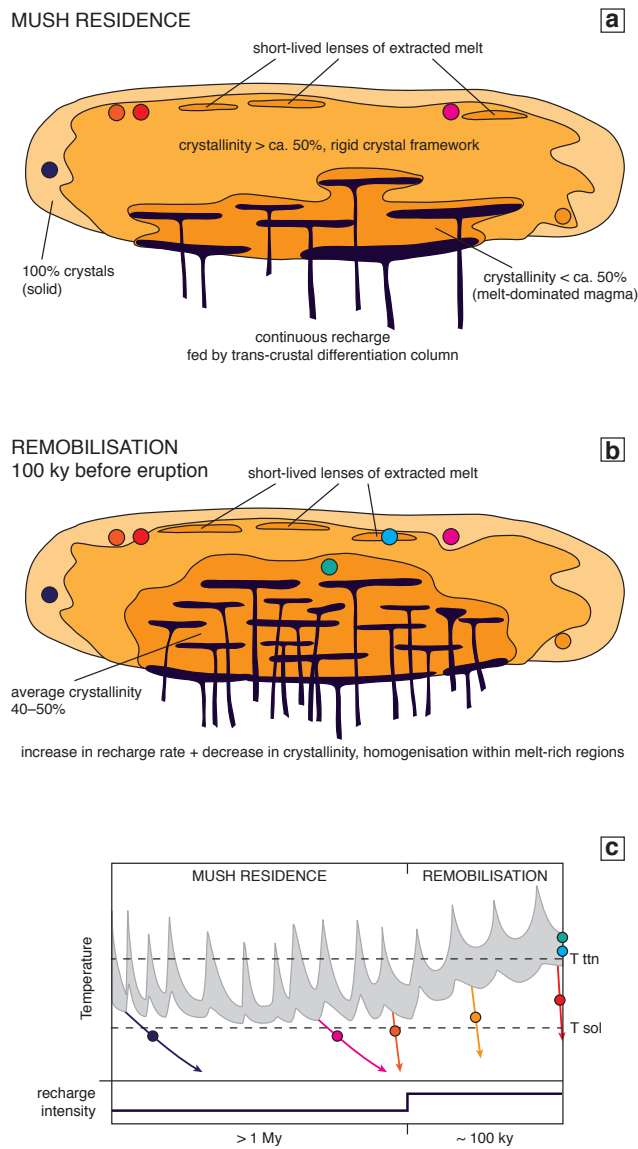 MUSH RESIDENCE
a
short-lived lenses of extracted melt
crystallinity > ca. 50%, rigid crystal framework
100% crystals
(solid)
crystallinity < ca. 50%
(melt-dominated magma)
continuous recharge
fed by trans-crustal differentiation column
REMOBILISATION
100 ky before eruption
b
short-lived lenses of extracted melt
average crystallinity
40–50%
increase in recharge rate + decrease in crystallinity, homogenisation within melt-rich regions
c
MUSH RESIDENCE
REMOBILISATION
Temperature
T ttn
T sol
recharge
intensity
> 1 My
~ 100 ky